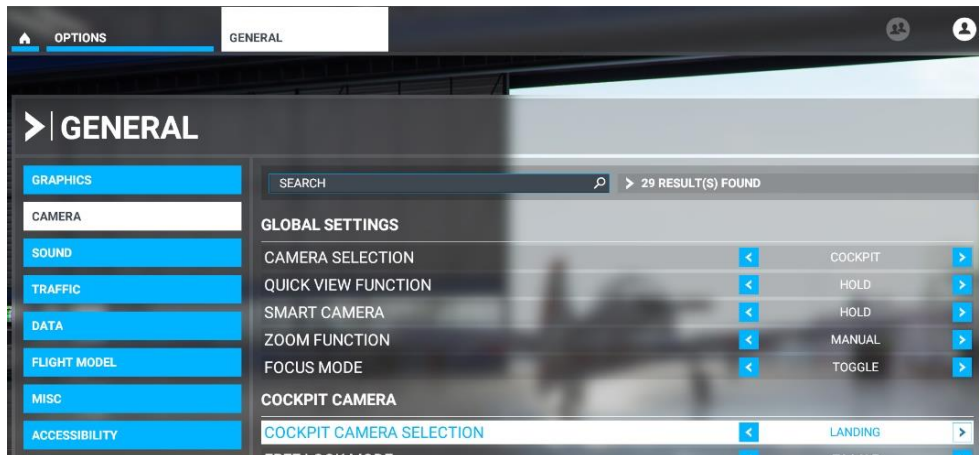 OPTIONS GENERAL
GENERAL
GRAPHICS
CAMERA
SOUND
TRAFFIC
DATA
FLIGHT MODEL
MISC
ACCESSIBILITY
SEARCH 29 RESULT(S) FOUND
GLOBAL SETTINGS
CAMERA SELECTION COCKPIT
QUICK VIEW FUNCTION HOLD
SMART CAMERA HOLD
ZOOM FUNCTION MANUAL
FOCUS MODE TOGGLE
COCKPIT CAMERA
COCKPIT CAMERA SELECTION LANDING